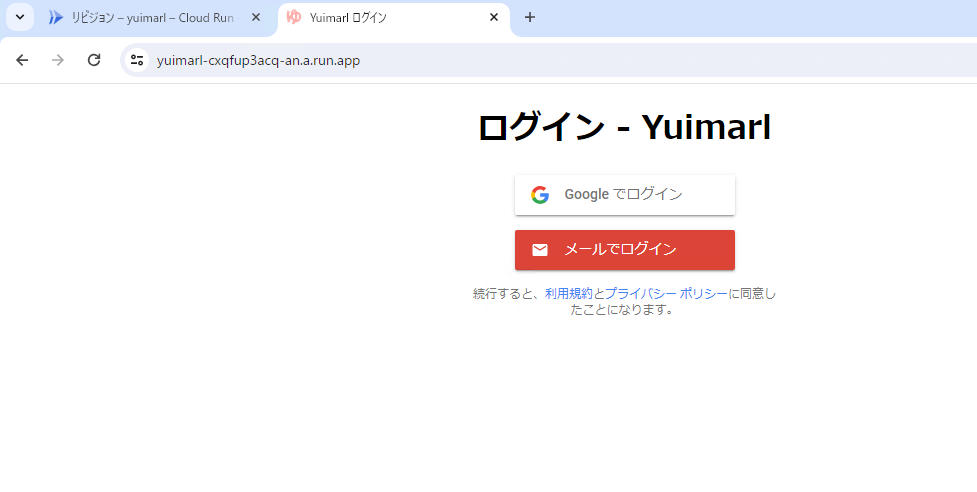 リビジョン – yuimarl – Cloud Run
Yuimarl ログイン
yuimarl-cxqfup3acq-an.a.run.app
ログイン - Yuimarl
Google でログイン
メールでログイン
続行すると、利用規約とプライバシー ポリシーに同意し
たことになります。